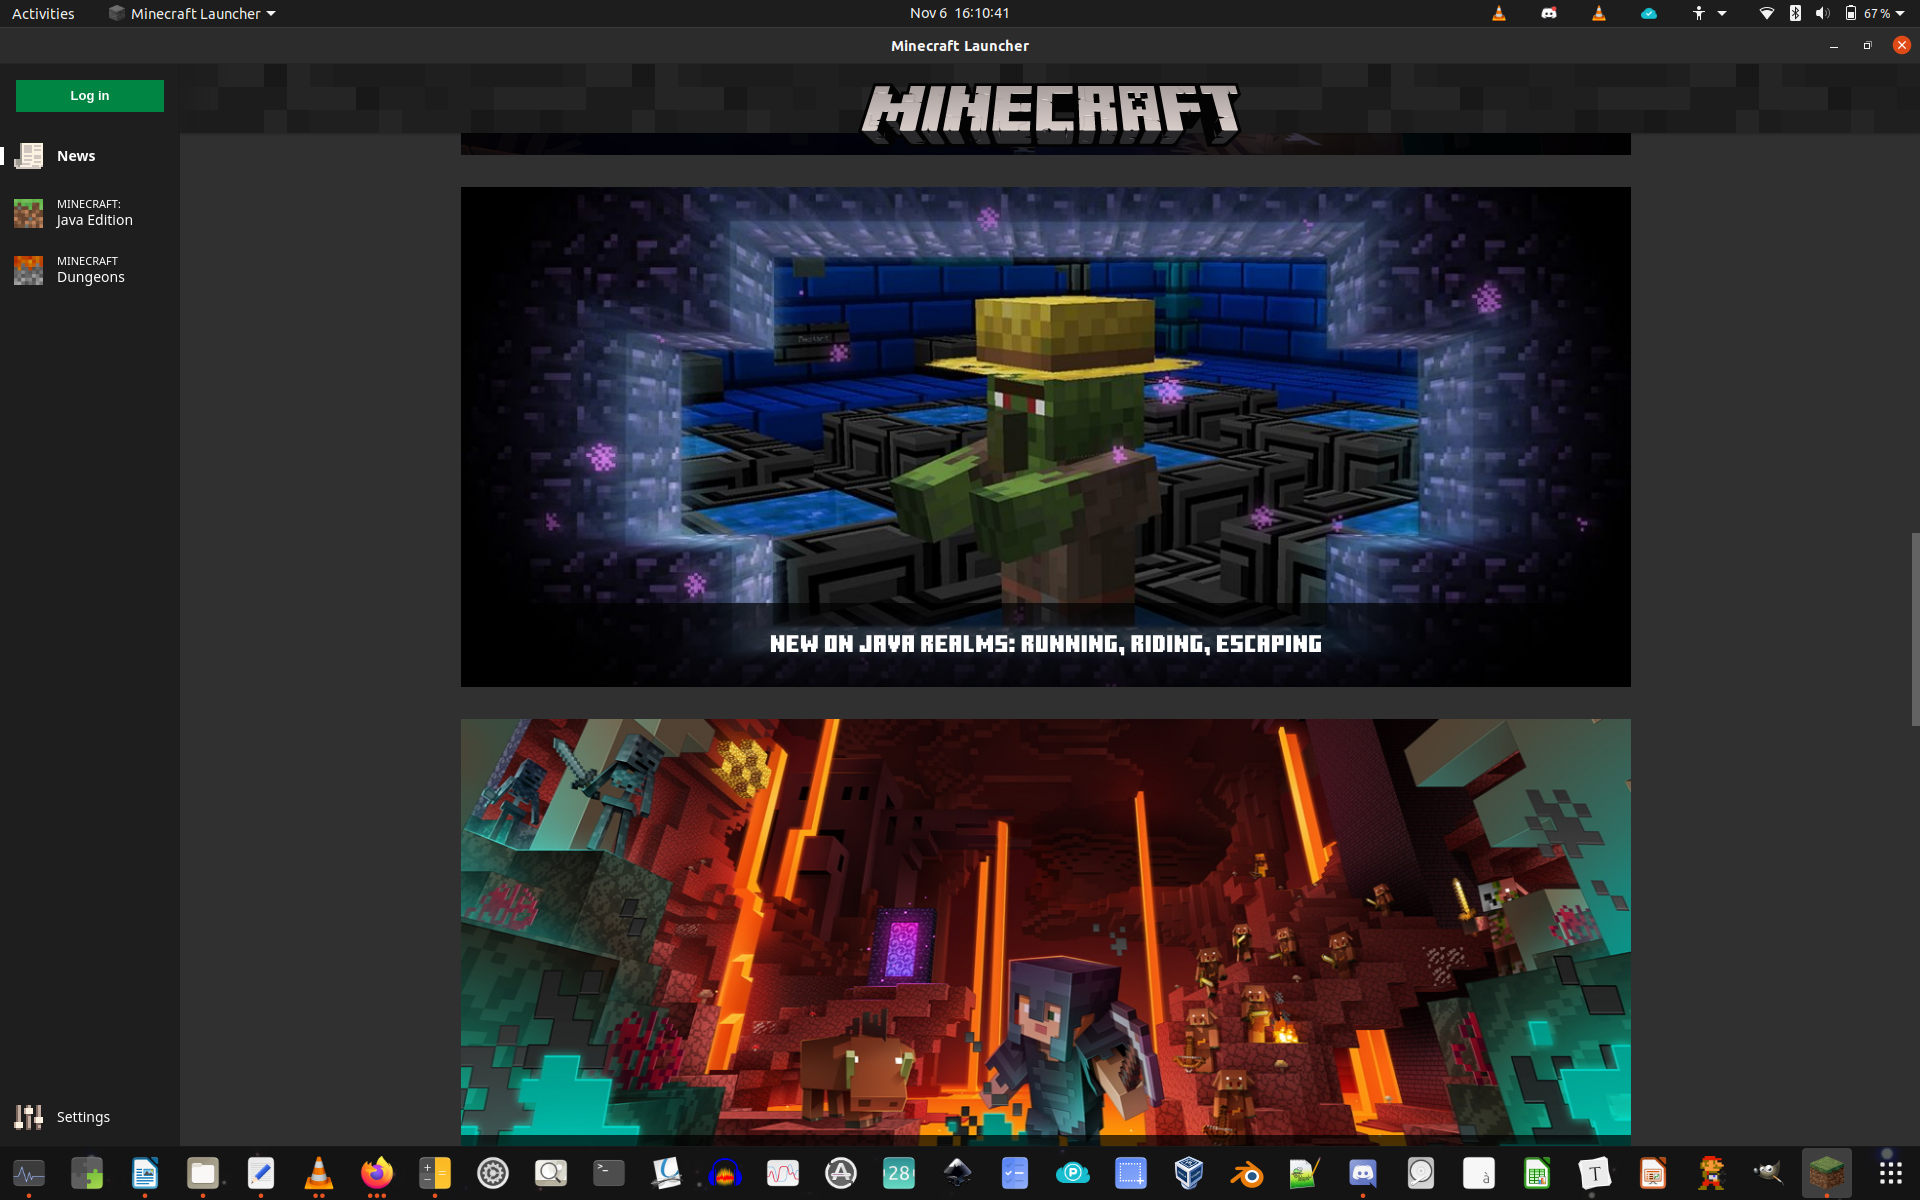 Activities
Minecraft Launcher
Nov 6 16:10:41
67 %
Minecraft Launcher
Log in
MINECRAFT
News
MINECRAFT:
Java Edition
MINECRAFT
Dungeons
NEW ON JAVA REALMS: RUNNING, RIDING, ESCAPING
Settings
28
T
à